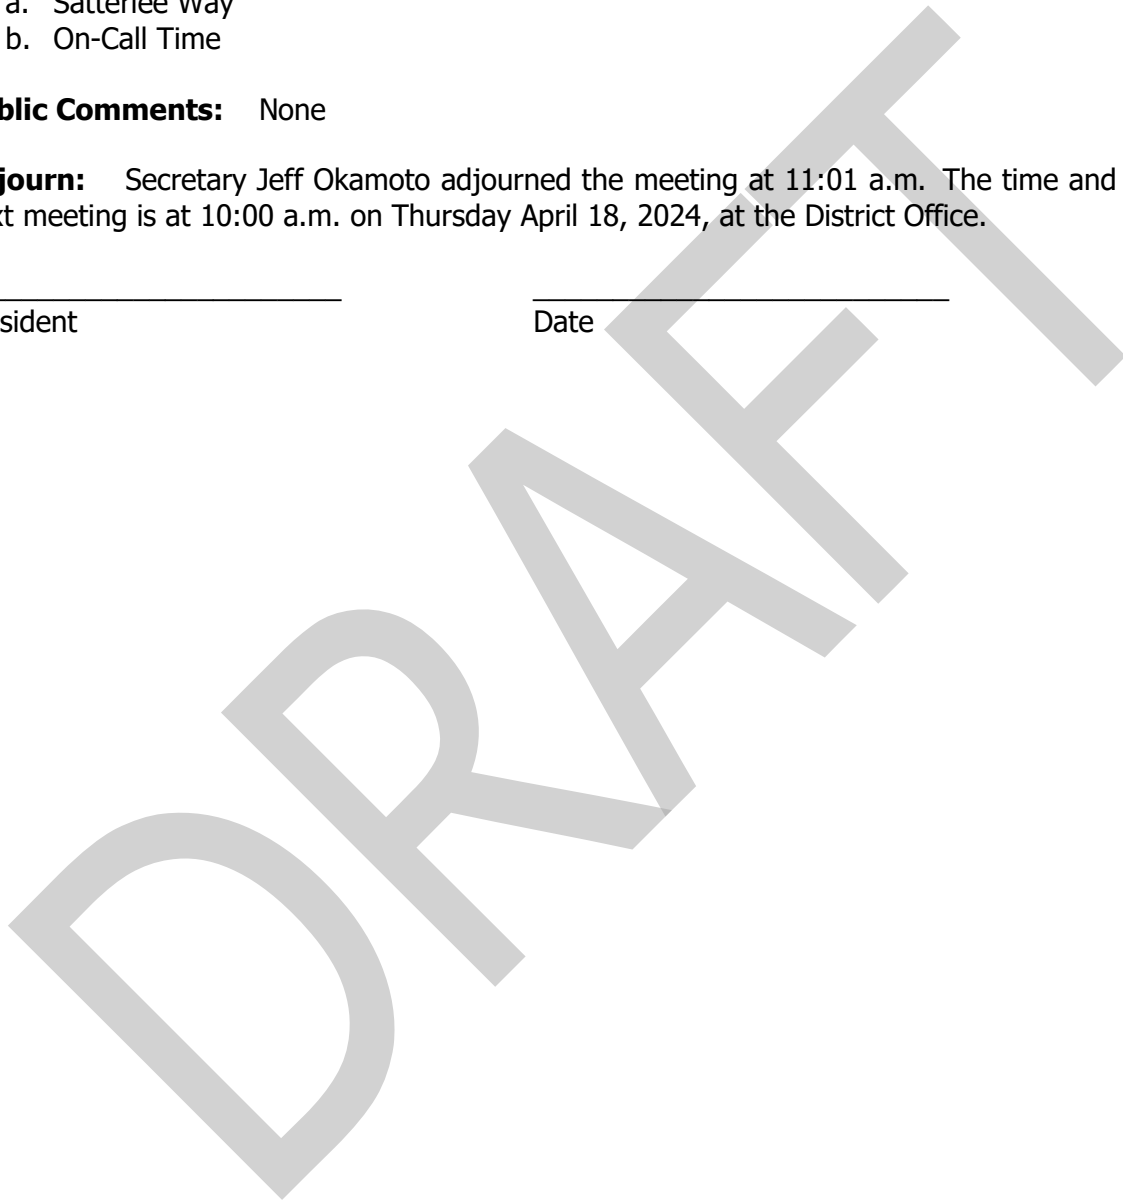 a. Satterlee Way
b. On-Call Time
blic Comments: None
journ: Secretary Jeff Okamoto adjourned the meeting at 11:01 a.m. The time and
xt meeting is at 10:00 a.m. on Thursday April 18, 2024, at the District Office.
sident
Date
DRAFT